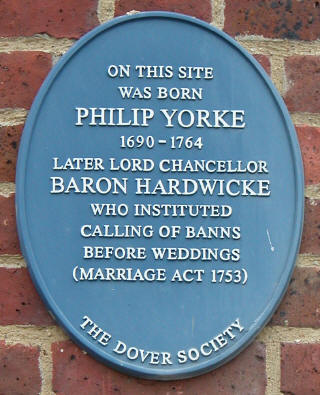 ON THIS SITE
WAS BORN
PHILIP YORKE
1690 – 1764
LATER LORD CHANCELLOR
BARON HARDWICKE
WHO INSTITUTED
CALLING OF BANNS
BEFORE WEDDINGS
(MARRIAGE ACT 1753)
THE DOVER SOCIETY